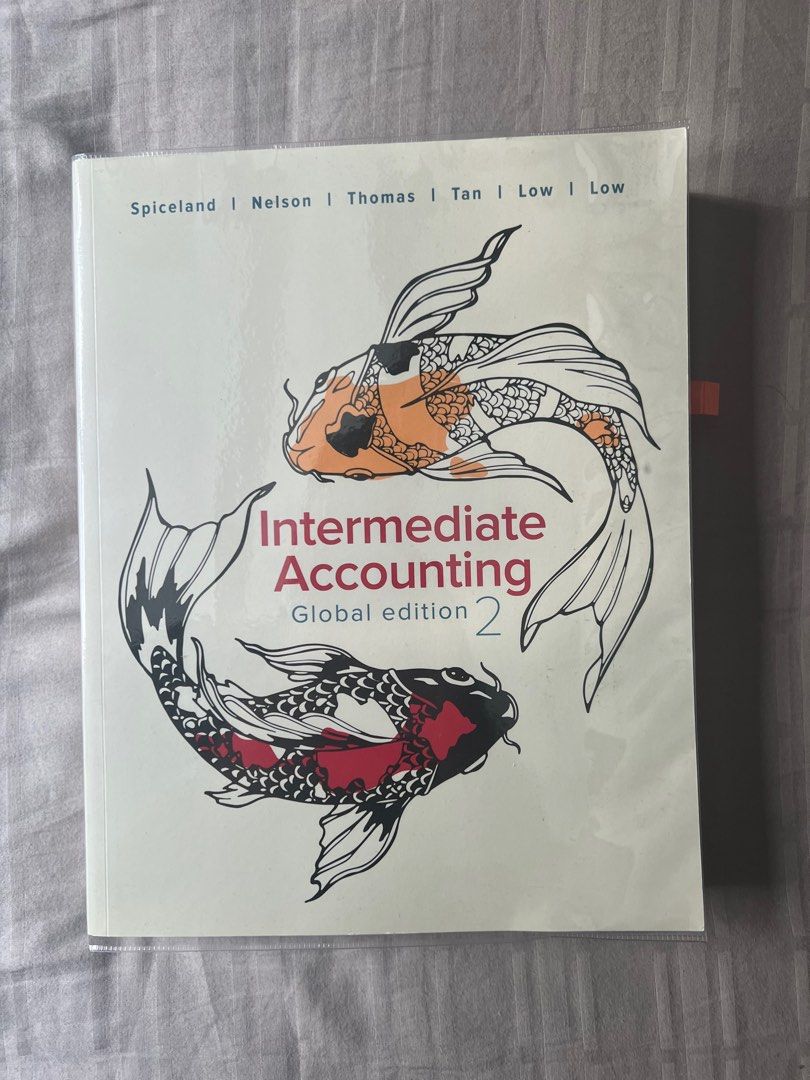 Spiceland | Nelson | Thomas | Tan | Low | Low
Intermediate
Accounting
Global edition 2